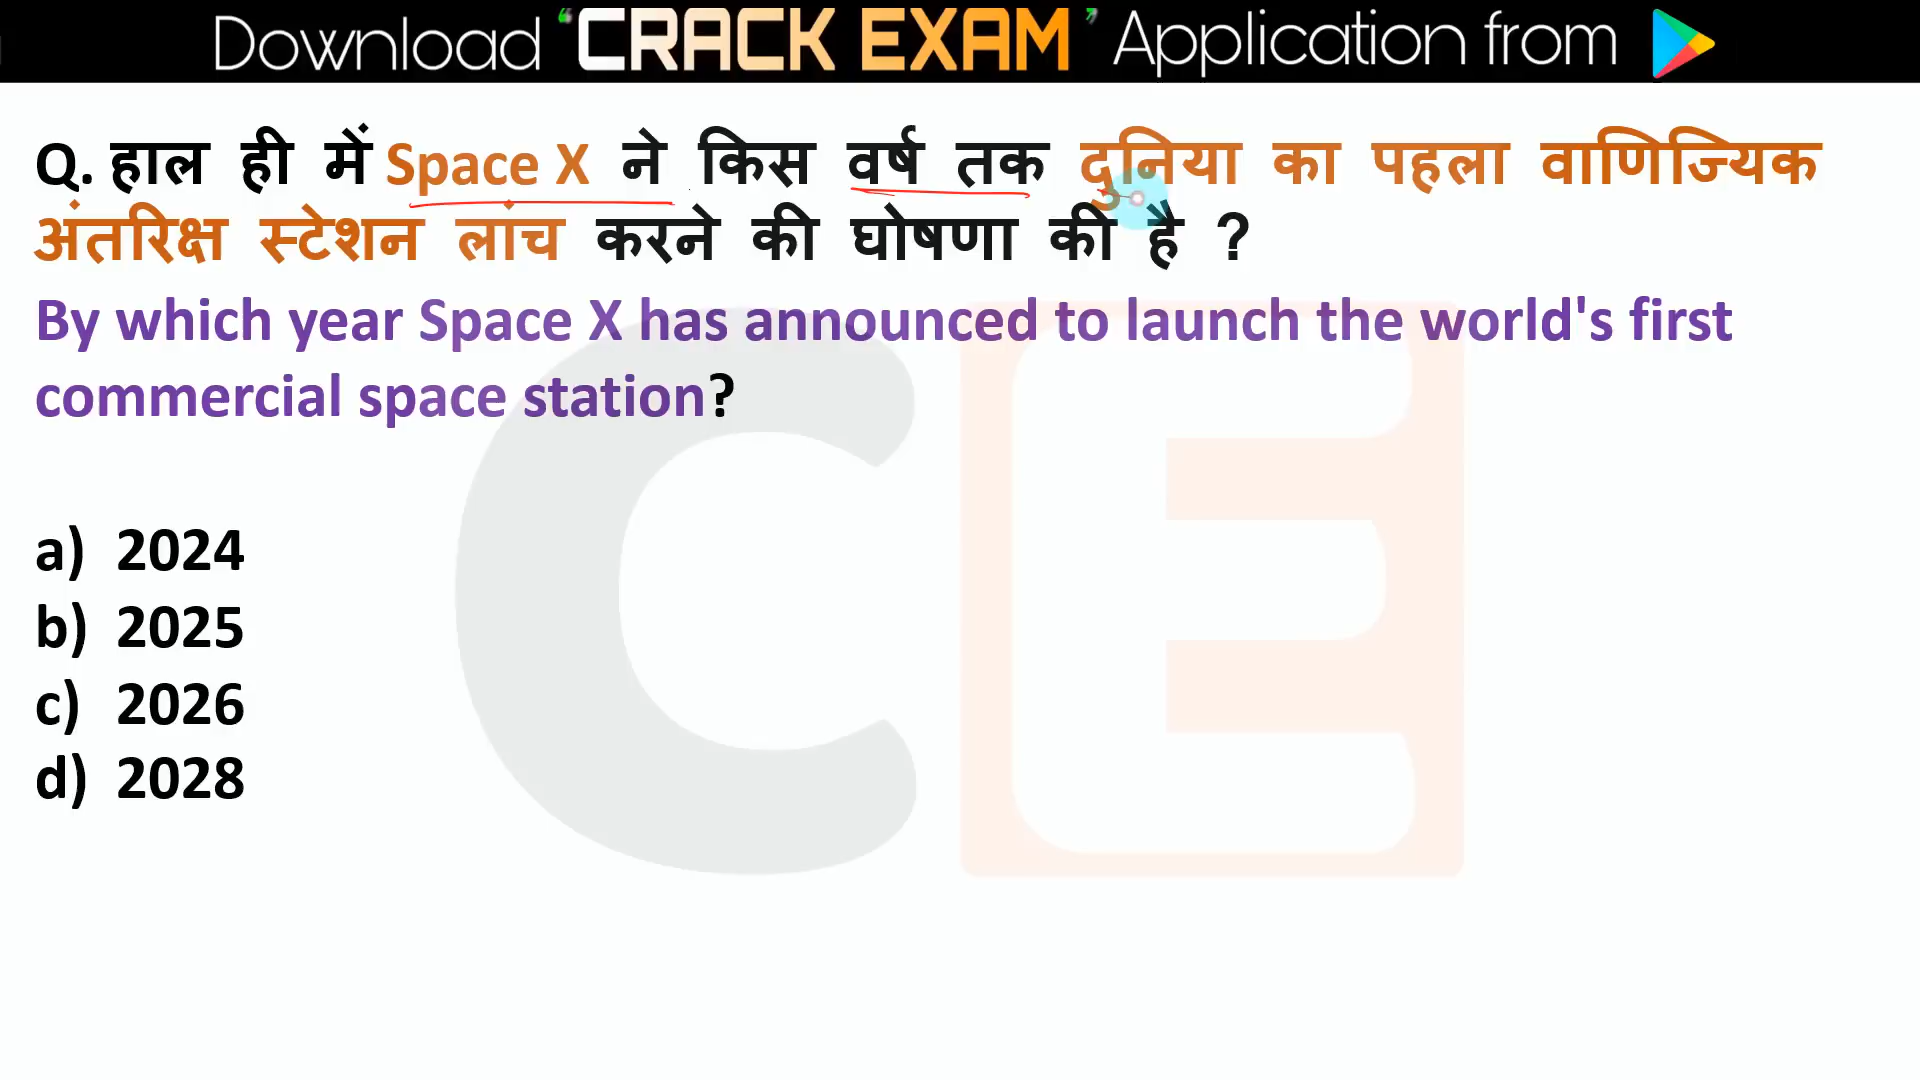 Download ‘CRACK EXAM’ Application from
Q. हाल ही में Space X ने किस वर्ष तक दुनिया का पहला वाणिज्यिक
अंतरिक्ष स्टेशन लांच करने की घोषणा की है ?
By which year Space X has announced to launch the world's first
commercial space station?
a) 2024
b) 2025
c) 2026
d) 2028
CE